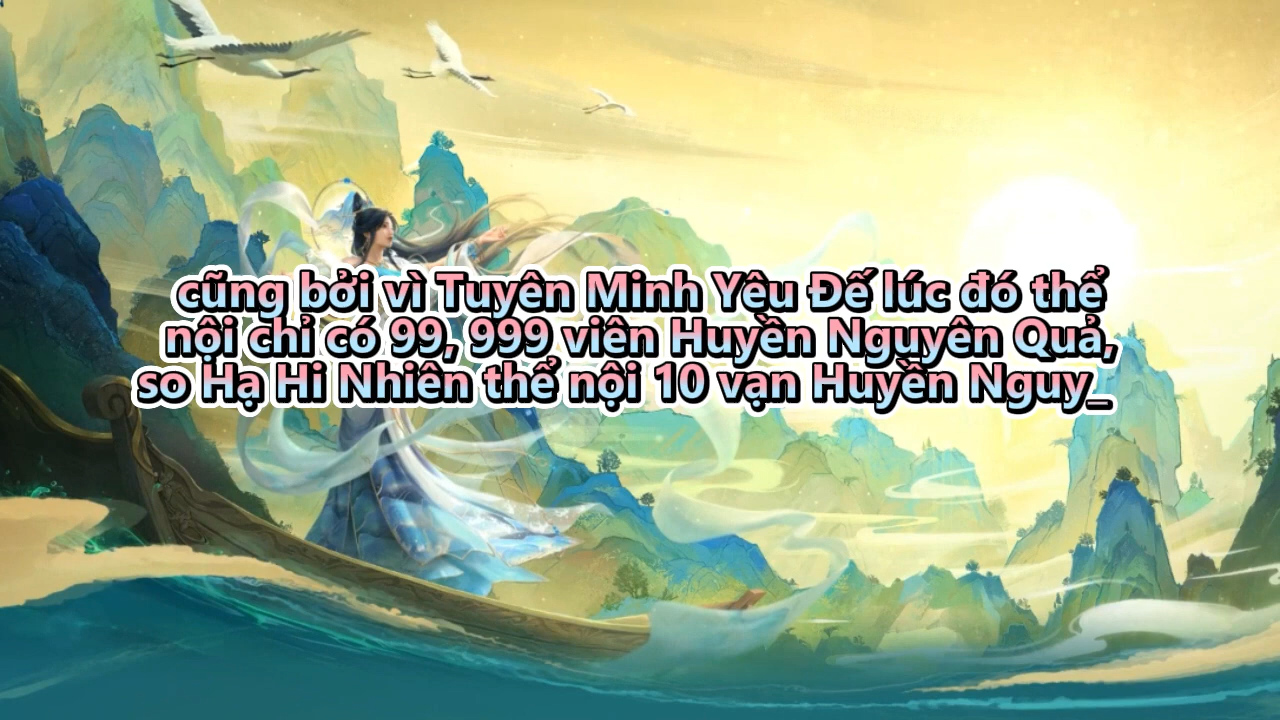 cũng bởi vì Tuyên Minh Yêu Đế lúc đó thể
nội chỉ có 99, 999 viên Huyền Nguyên Quả,
so Hạ Hi Nhiên thể nội 10 vạn Huyền Nguy_